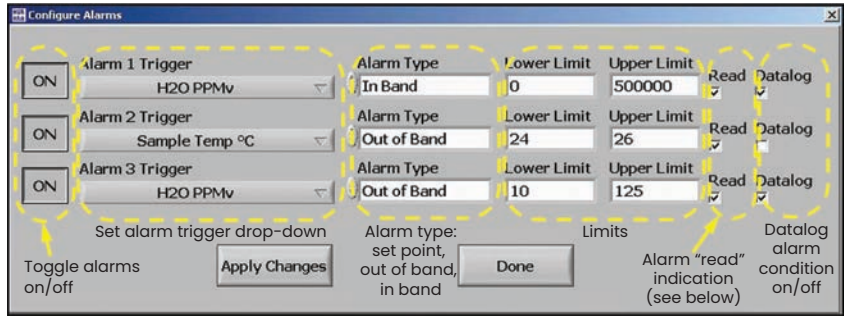 Configure Alarms
Alarm 1 Trigger Alarm Type Lower Limit Upper Limit
ON H2O PPMv In Band 0 500000 Read Datalog
Alarm 2 Trigger Alarm Type Lower Limit Upper Limit
ON Sample Temp °C Out of Band 24 26 Read Datalog
Alarm 3 Trigger Alarm Type Lower Limit Upper Limit
ON H2O PPMv Out of Band 10 125 Read Datalog
Set alarm trigger drop-down
Alarm type:
set point,
out of band,
in band
Limits
Datalog
alarm
condition
on/off
Toggle alarms
on/off
Apply Changes
Done
Alarm “read”
indication
(see below)